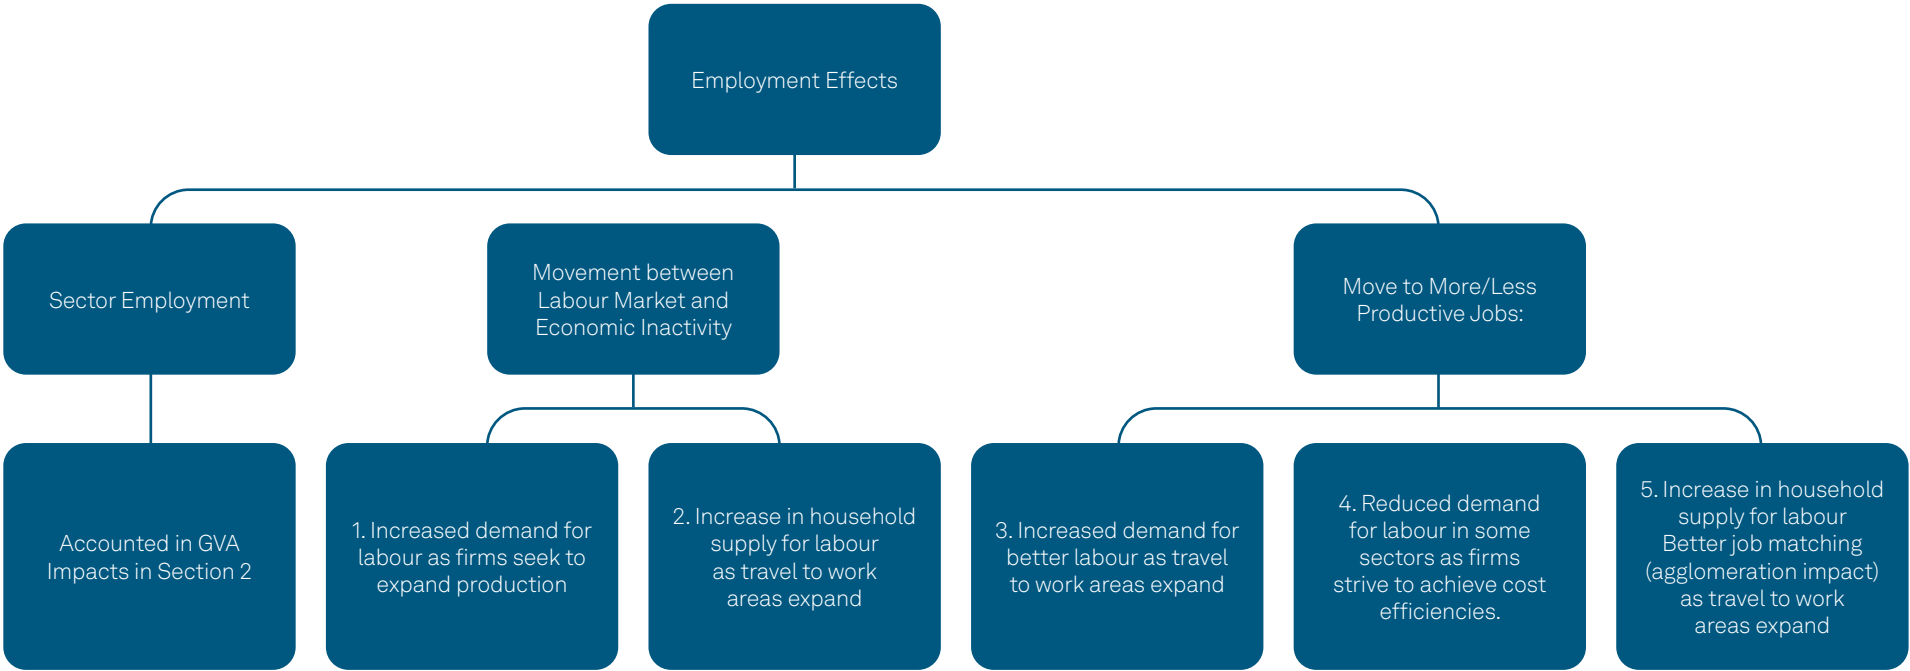 Employment Effects
Sector Employment
Movement between
Labour Market and
Economic Inactivity
Move to More/Less
Productive Jobs:
Accounted in GVA
Impacts in Section 2
1. Increased demand for
labour as firms seek to
expand production
2. Increase in household
supply for labour
as travel to work
areas expand
3. Increased demand for
better labour as travel
to work areas expand
4. Reduced demand
for labour in some
sectors as firms
strive to achieve cost
efficiencies.
5. Increase in household
supply for labour
Better job matching
(agglomeration impact)
as travel to work
areas expand